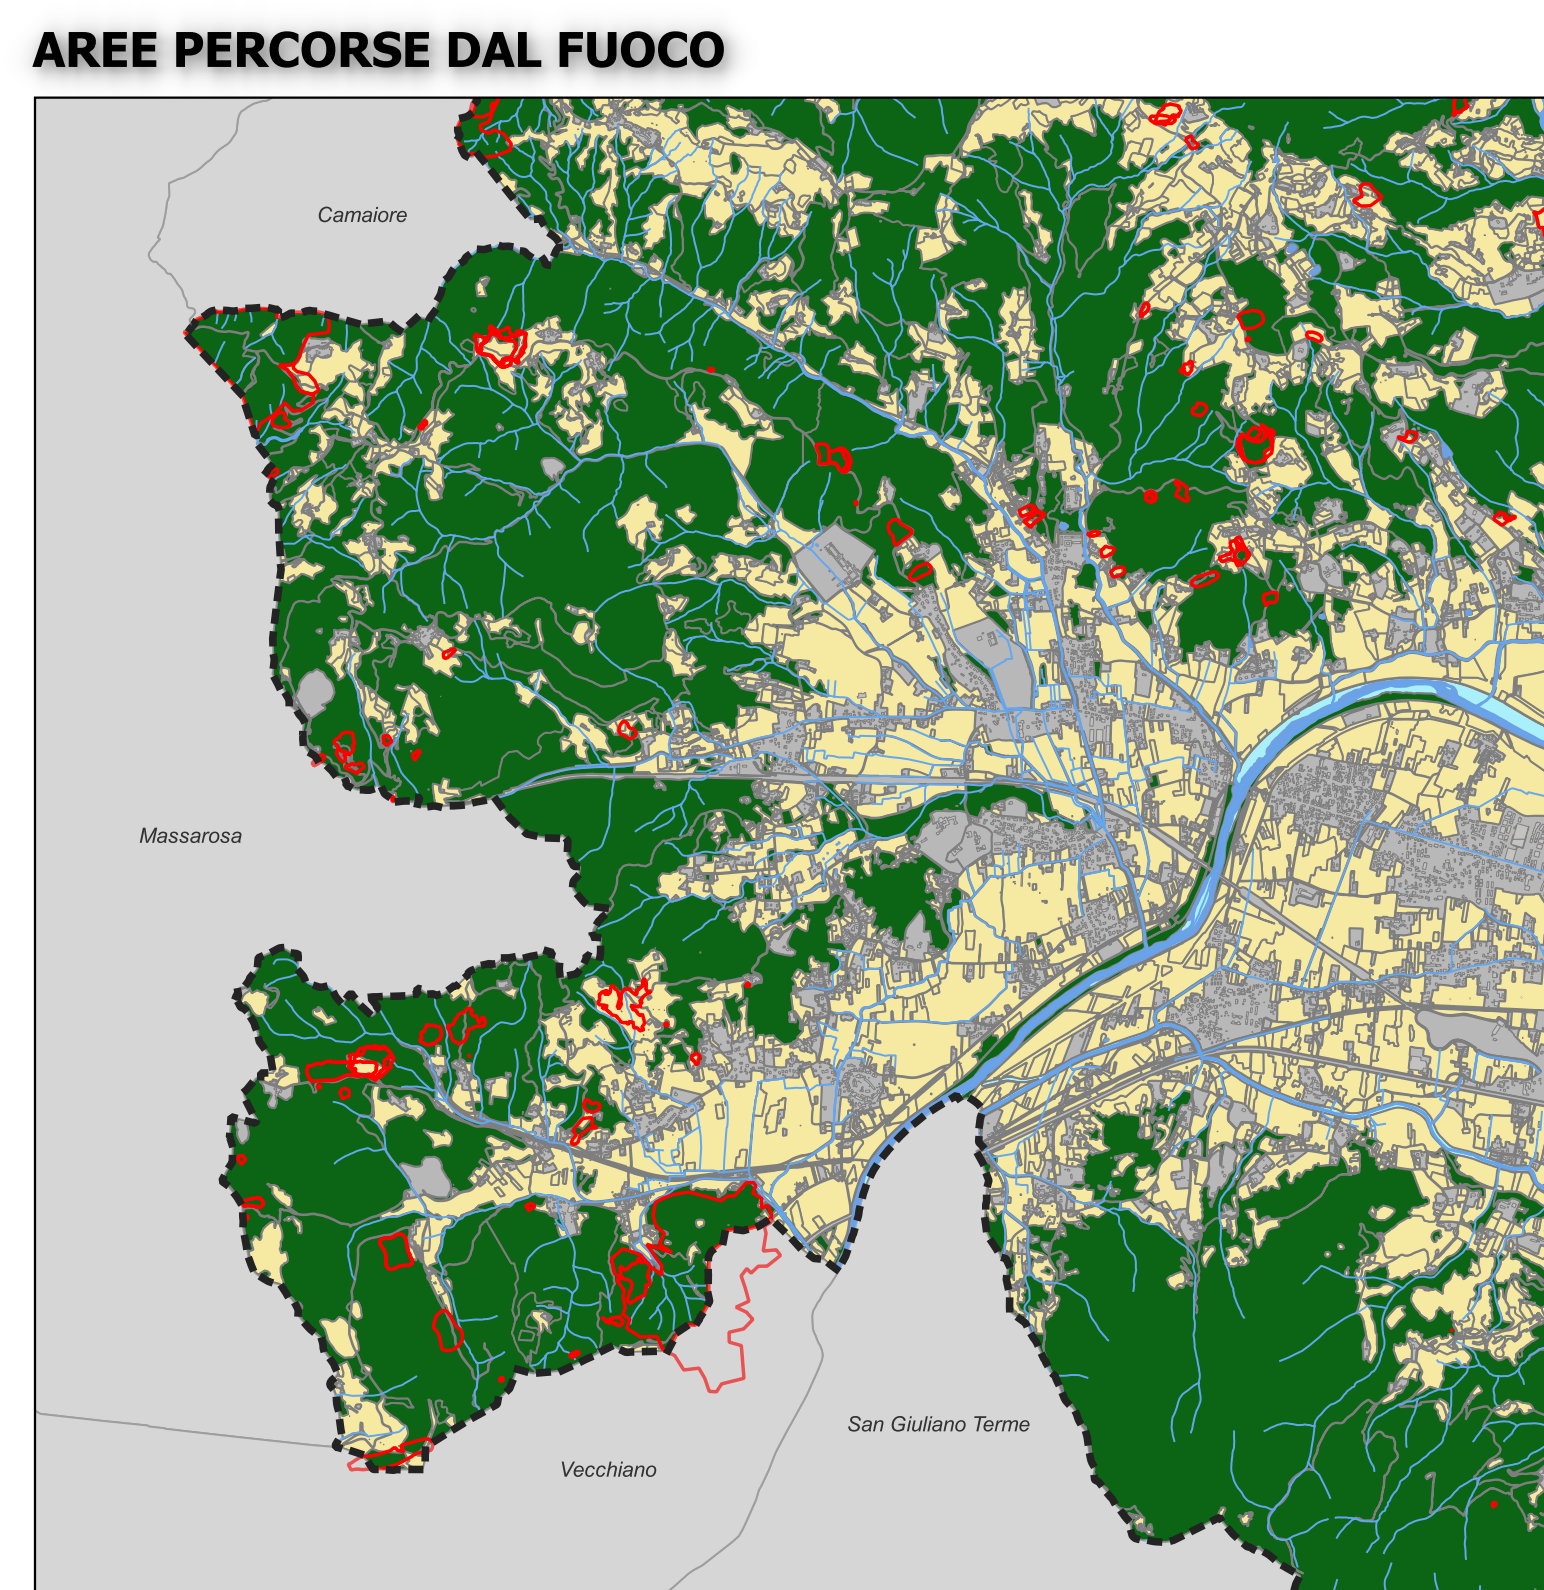 AREE PERCORSE DAL FUOCO
Camaiore
Massarosa
San Giuliano Terme
Vecchiano